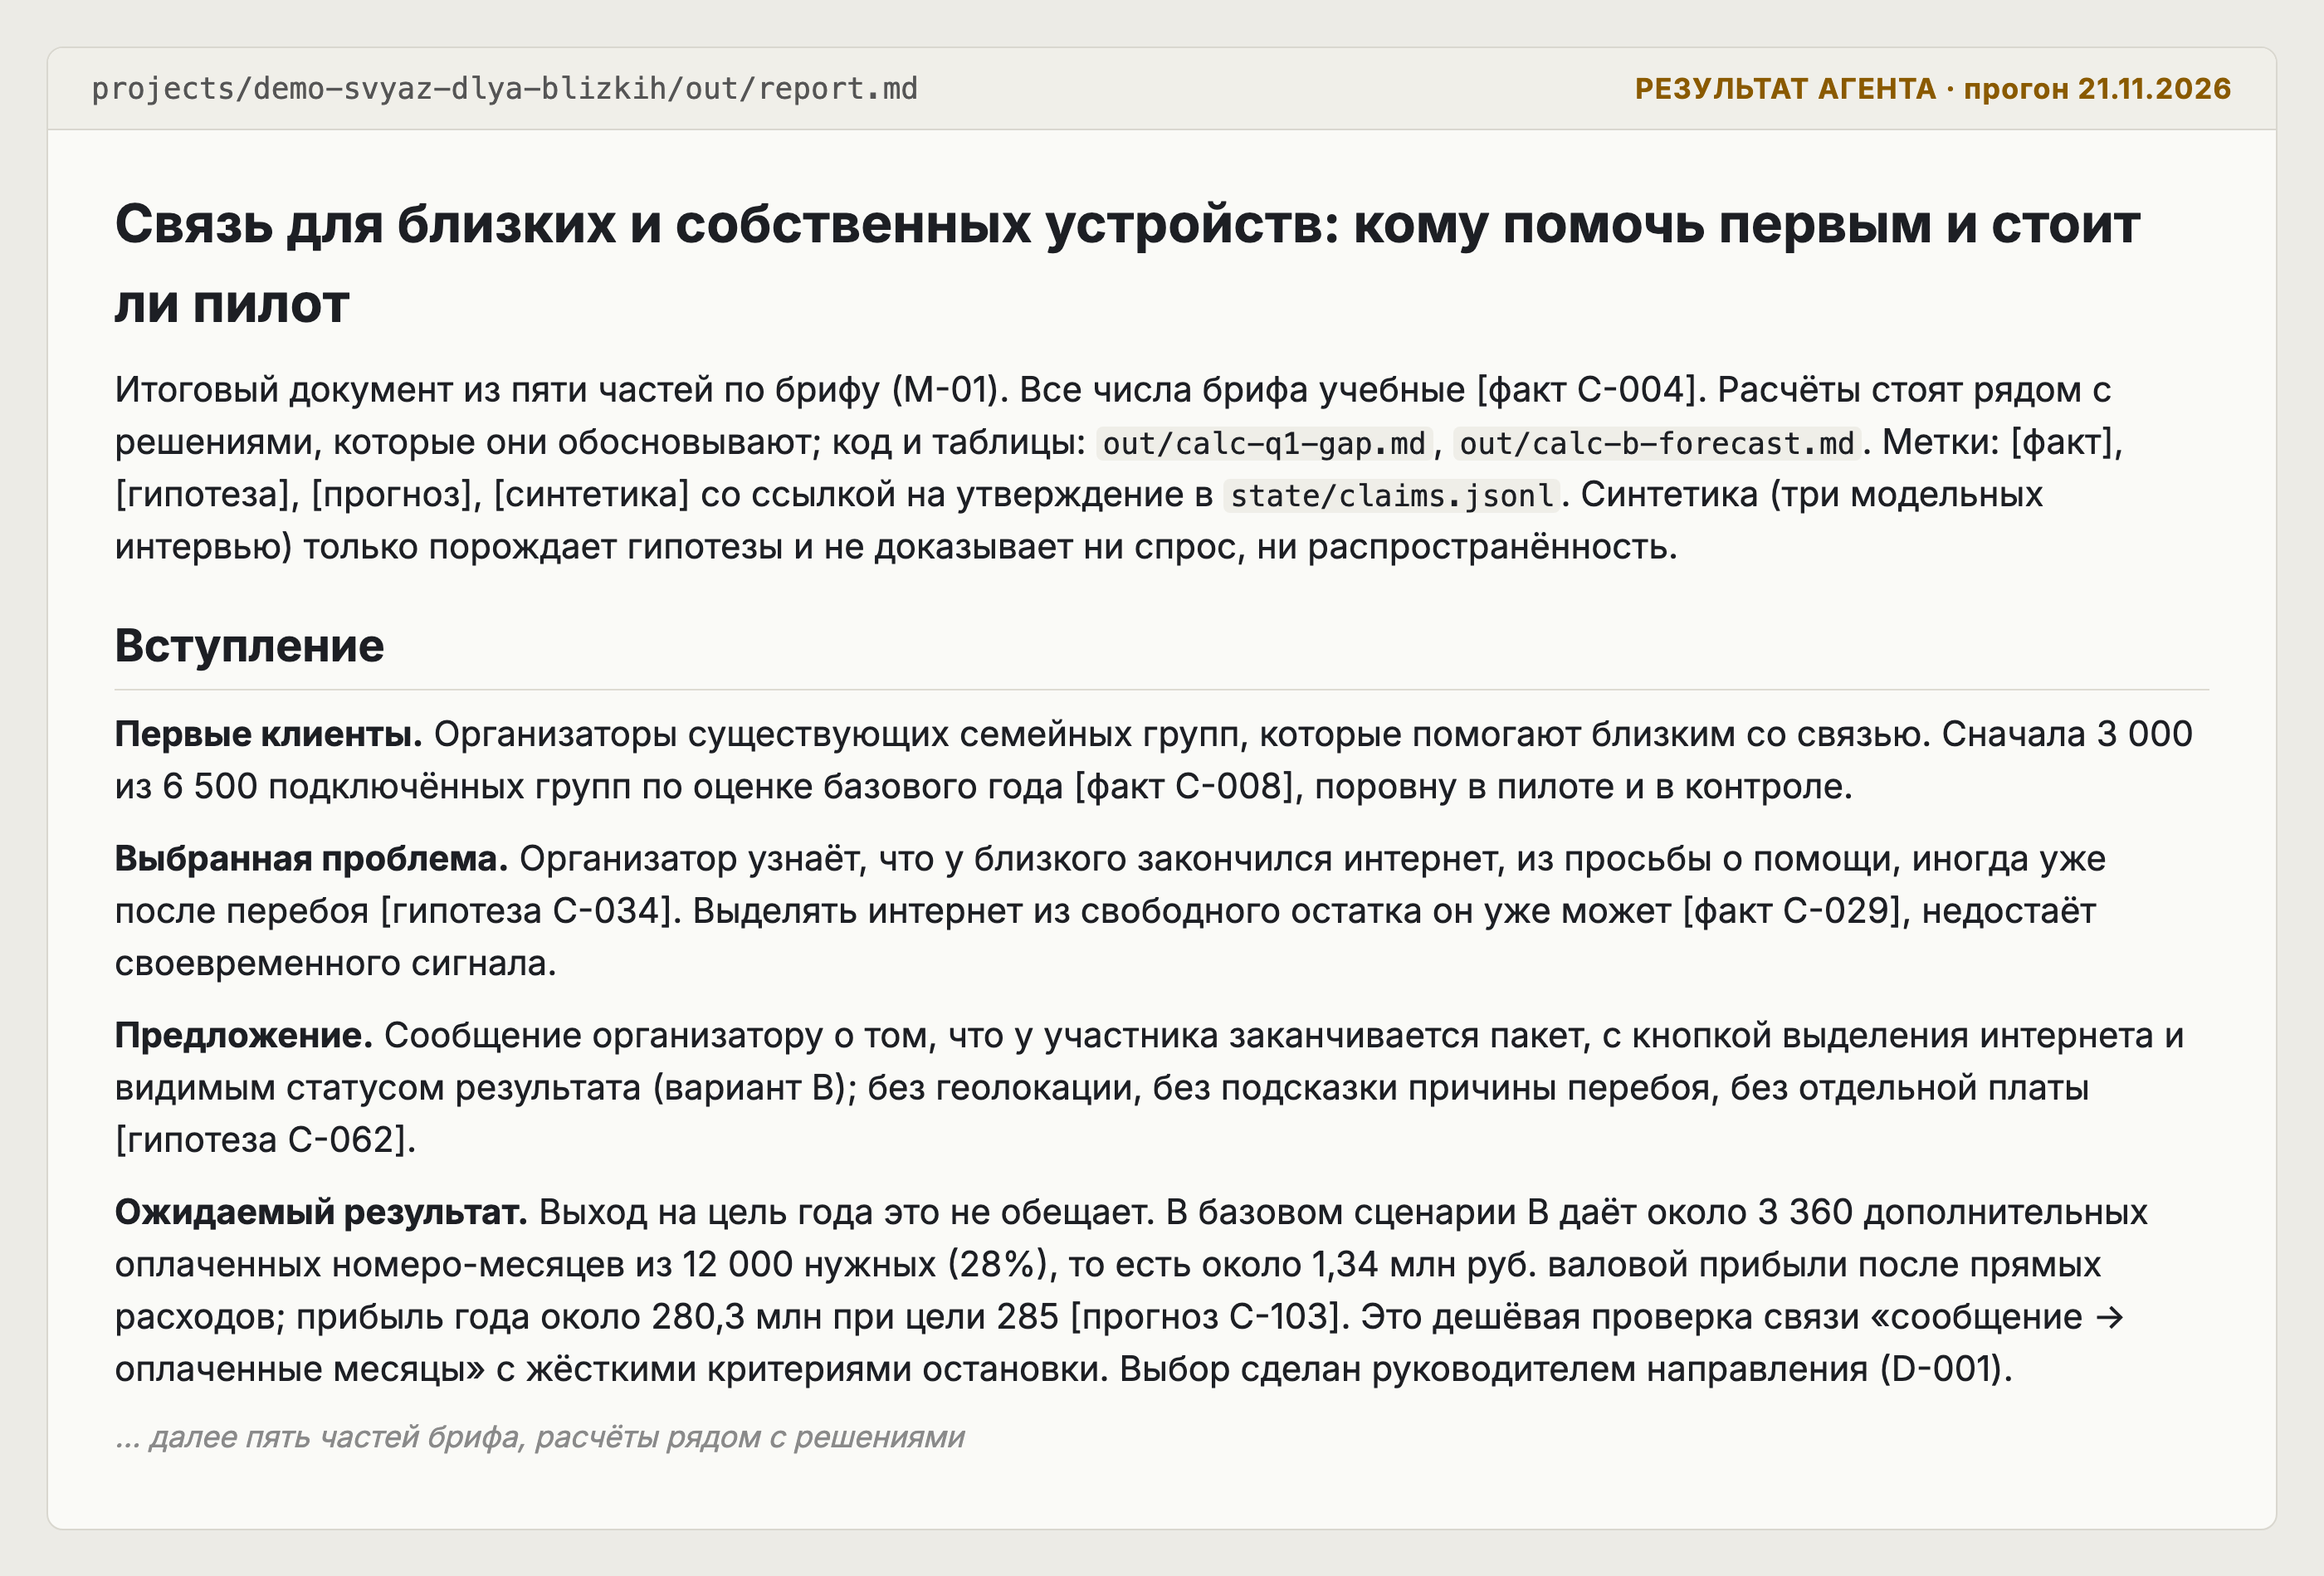 projects/demo-svyaz-dlya-blizkih/out/report.md
РЕЗУЛЬТАТ АГЕНТА · прогон 21.11.2026
Связь для близких и собственных устройств: кому помочь первым и стоит
ли пилот
Итоговый документ из пяти частей по брифу (M-01). Все числа брифа учебные [факт C-004]. Расчёты стоят рядом с
решениями, которые они обосновывают; код и таблицы: out/calc-q1-gap.md, out/calc-b-forecast.md. Метки: [факт],
[гипотеза], [прогноз], [синтетика] со ссылкой на утверждение в state/claims.jsonl. Синтетика (три модельных
интервью) только порождает гипотезы и не доказывает ни спрос, ни распространённость.
Вступление
Первые клиенты. Организаторы существующих семейных групп, которые помогают близким со связью. Сначала 3 000
из 6 500 подключённых групп по оценке базового года [факт C-008], поровну в пилоте и в контроле.
Выбранная проблема. Организатор узнаёт, что у близкого закончился интернет, из просьбы о помощи, иногда уже
после перебоя [гипотеза C-034]. Выделять интернет из свободного остатка он уже может [факт C-029], недостаёт
своевременного сигнала.
Предложение. Сообщение организатору о том, что у участника заканчивается пакет, с кнопкой выделения интернета и
видимым статусом результата (вариант B); без геолокации, без подсказки причины перебоя, без отдельной платы
[гипотеза C-062].
Ожидаемый результат. Выход на цель года это не обещает. В базовом сценарии B даёт около 3 360 дополнительных
оплаченных номеро-месяцев из 12 000 нужных (28%), то есть около 1,34 млн руб. валовой прибыли после прямых
расходов; прибыль года около 280,3 млн при цели 285 [прогноз C-103]. Это дешёвая проверка связи «сообщение →
оплаченные месяцы» с жёсткими критериями остановки. Выбор сделан руководителем направления (D-001).
... далее пять частей брифа, расчёты рядом с решениями